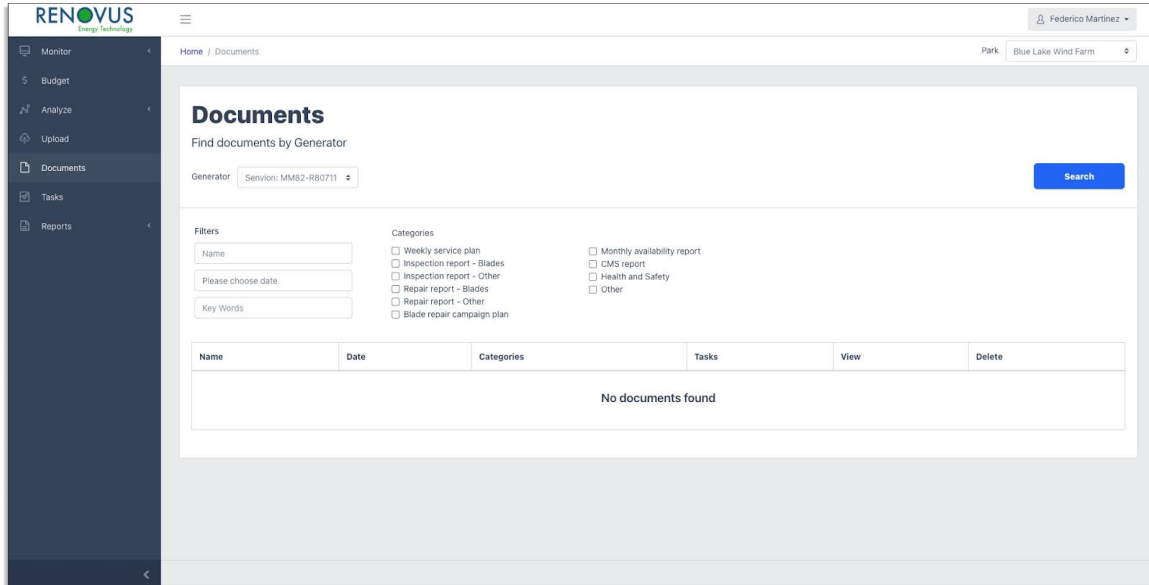 RENOVUS
Energy Technology
Federico Martinez
Monitor
Home / Documents
Park Blue Lake Wind Farm
Budget
Analyze
Upload
Documents
Tasks
Reports
Documents
Find documents by Generator
Generator Senvion: MM82-R80711
Search
Filters
Name
Please choose date
Key Words
Categories
Weekly service plan
Inspection report - Blades
Inspection report - Other
Repair report - Blades
Repair report - Other
Blade repair campaign plan
Monthly availability report
CMS report
Health and Safety
Other
Name Date Categories Tasks View Delete
No documents found